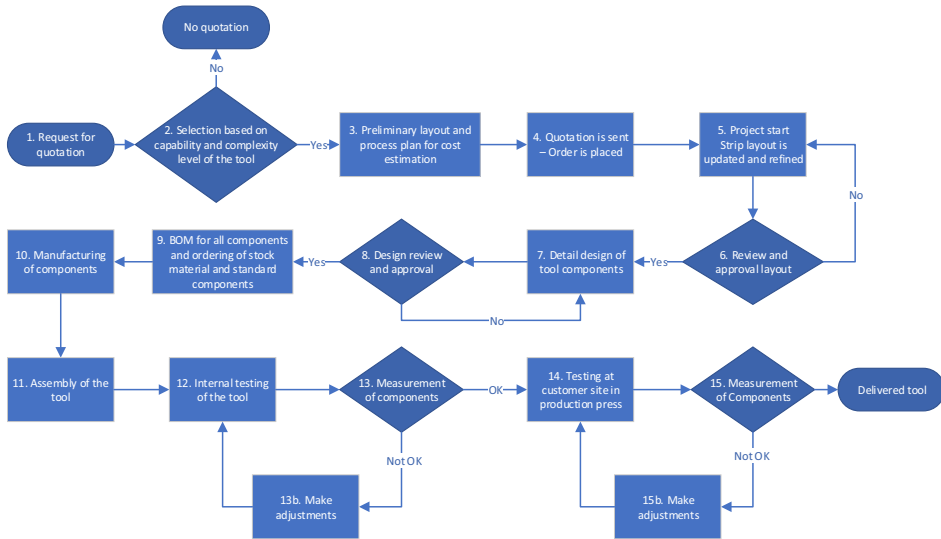 No quotation
No
1. Request for
quotation
2. Selection based on
capability and complexity
level of the tool
Yes
3. Preliminary layout and
process plan for cost
estimation
4. Quotation is sent
– Order is placed
5. Project start
Strip layout is
updated and refined
No
10. Manufacturing
of components
9. BOM for all components
and ordering of stock
material and standard
components
Yes
8. Design review
and approval
No
7. Detail design of
tool components
Yes
6. Review and
approval layout
11. Assembly of the
tool
12. Internal testing
of the tool
13. Measurement
of components
OK
14. Testing at
customer site in
production press
15. Measurement
of Components
Delivered tool
Not OK
Not OK
13b. Make
adjustments
15b. Make
adjustments